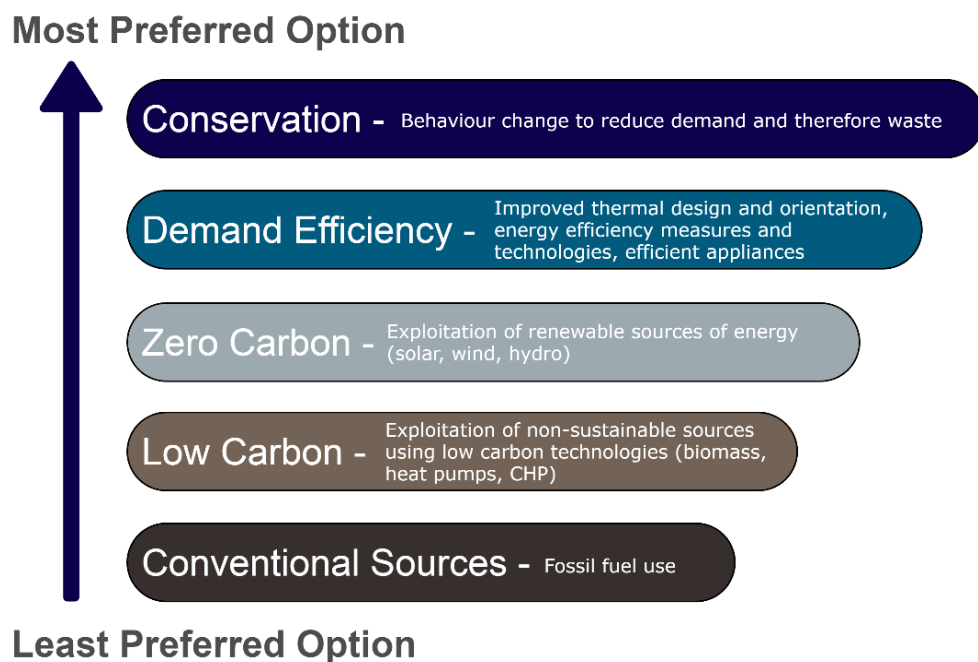 Most Preferred Option
Conservation - Behaviour change to reduce demand and therefore waste
Demand Efficiency - Improved thermal design and orientation,
energy efficiency measures and
technologies, efficient appliances
Zero Carbon - Exploitation of renewable sources of energy
(solar, wind, hydro)
Low Carbon - Exploitation of non-sustainable sources
using low carbon technologies (biomass,
heat pumps, CHP)
Conventional Sources - Fossil fuel use
Least Preferred Option